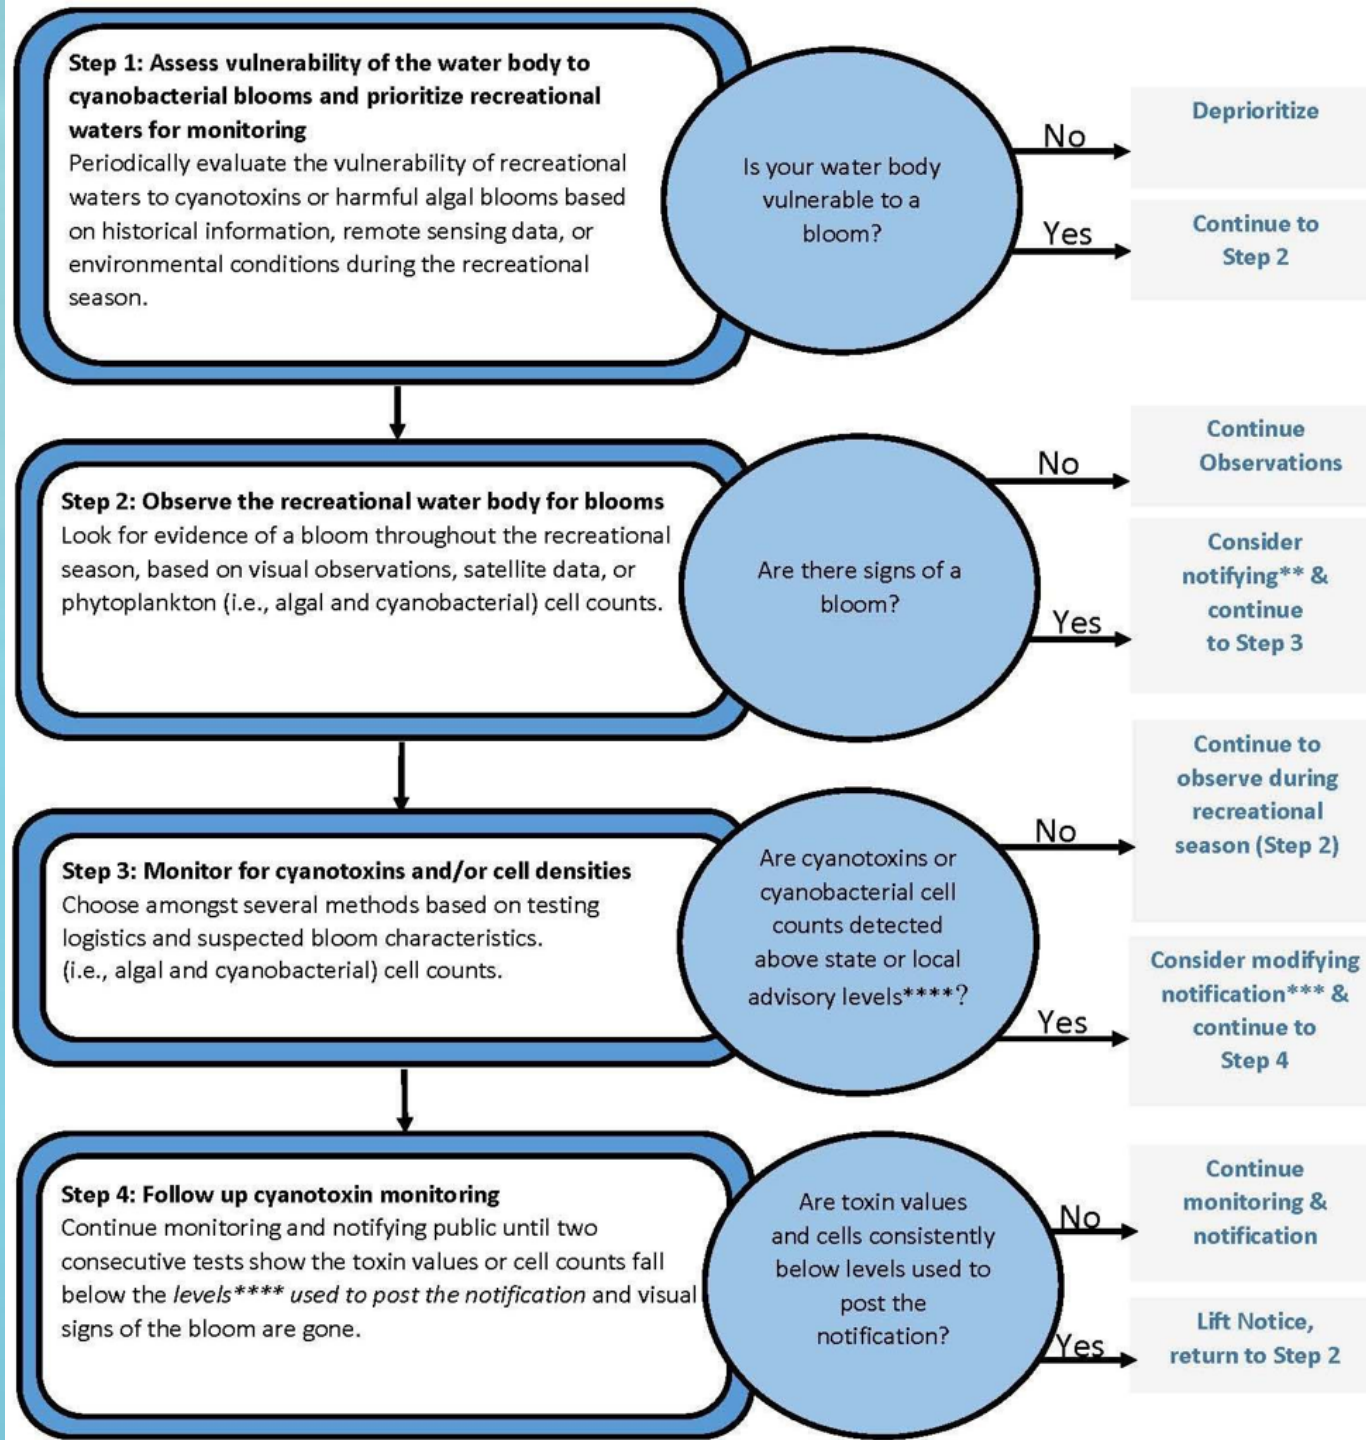 Step 1: Assess vulnerability of the water body to
cyanobacterial blooms and prioritize recreational
waters for monitoring
Periodically evaluate the vulnerability of recreational
waters to cyanotoxins or harmful algal blooms based
on historical information, remote sensing data, or
environmental conditions during the recreational
season.
Is your water body
vulnerable to a
bloom?
No
Deprioritize
Yes
Continue to
Step 2
Step 2: Observe the recreational water body for blooms
Look for evidence of a bloom throughout the recreational
season, based on visual observations, satellite data, or
phytoplankton (i.e., algal and cyanobacterial) cell counts.
Are there signs of a
bloom?
No
Continue
Observations
Yes
Consider
notifying** &
continue
to Step 3
Step 3: Monitor for cyanotoxins and/or cell densities
Choose amongst several methods based on testing
logistics and suspected bloom characteristics.
(i.e., algal and cyanobacterial) cell counts.
Are cyanotoxins or
cyanobacterial cell
counts detected
above state or local
advisory levels****?
No
Continue to
observe during
recreational
season (Step 2)
Yes
Consider modifying
notification*** &
continue to
Step 4
Step 4: Follow up cyanotoxin monitoring
Continue monitoring and notifying public until two
consecutive tests show the toxin values or cell counts fall
below the levels**** used to post the notification and visual
signs of the bloom are gone.
Are toxin values
and cells consistently
below levels used to
post the
notification?
No
Continue
monitoring &
notification
Yes
Lift Notice,
return to Step 2